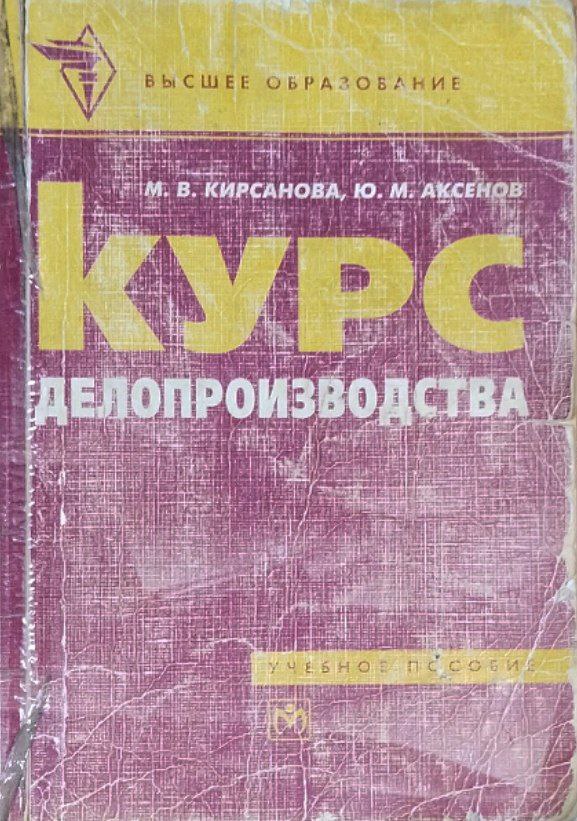 ВЫСШЕЕ ОБРАЗОВАНИЕ
М. В. КИРСАНОВА, Ю. М. АКСЕНОВ
КУРС
ДЕЛОПРОИЗВОДСТВА
УЧЕБНОЕ ПОСОБИЕ